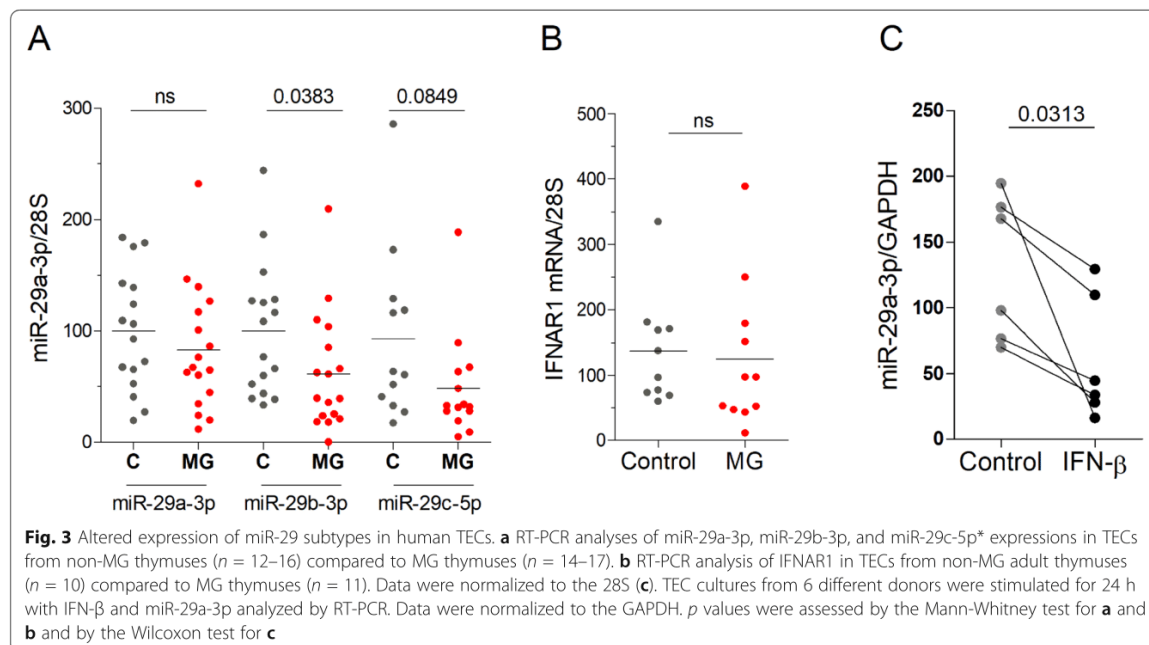 A
B
C
ns
0.0383
0.0849
300
200
100
0
miR-29a-3p/28S
C
MG
C
MG
C
MG
miR-29a-3p
miR-29b-3p
miR-29c-5p
ns
500
400
300
200
100
0
IFNAR1 mRNA/28S
Control
MG
0.0313
250
200
150
100
50
0
miR-29a-3p/GAPDH
Control
IFN-β
Fig. 3 Altered expression of miR-29 subtypes in human TECs. a RT-PCR analyses of miR-29a-3p, miR-29b-3p, and miR-29c-5p* expressions in TECs
from non-MG thymuses (n = 12–16) compared to MG thymuses (n = 14–17). b RT-PCR analysis of IFNAR1 in TECs from non-MG adult thymuses
(n = 10) compared to MG thymuses (n = 11). Data were normalized to the 28S (c). TEC cultures from 6 different donors were stimulated for 24 h
with IFN-β and miR-29a-3p analyzed by RT-PCR. Data were normalized to the GAPDH. p values were assessed by the Mann-Whitney test for a and
b and by the Wilcoxon test for c